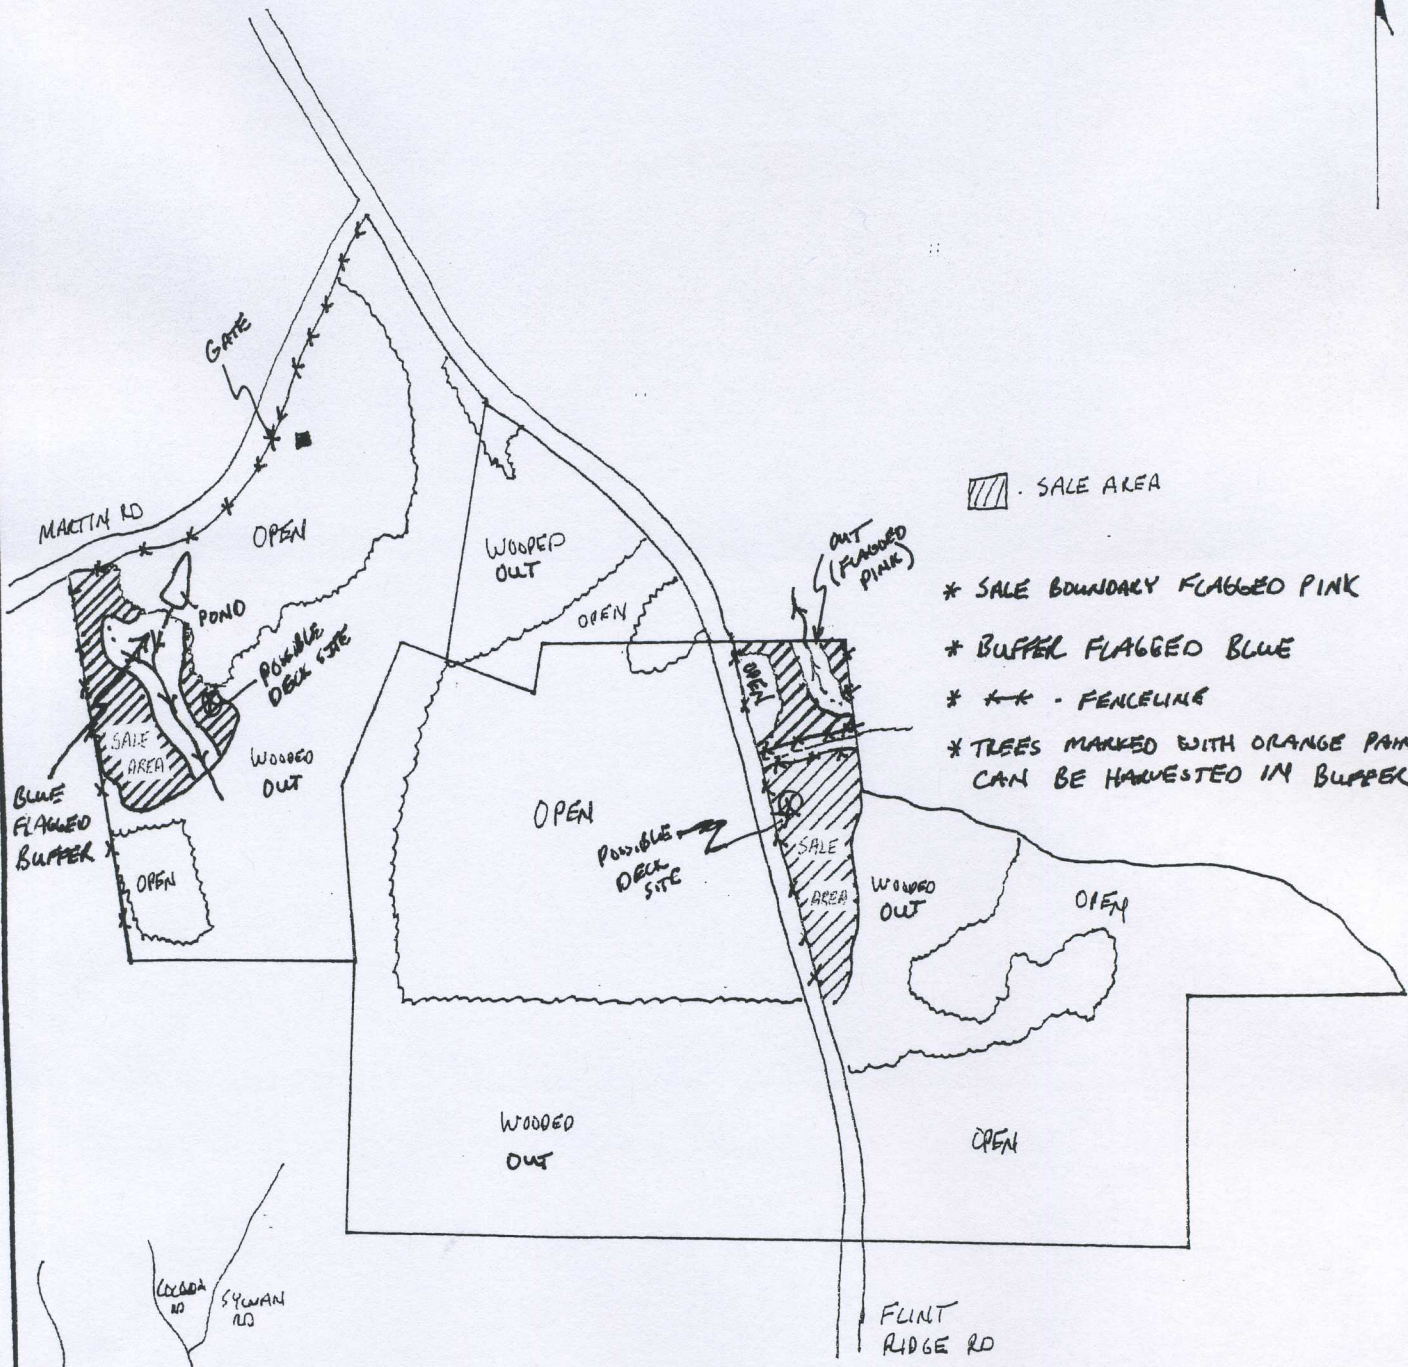 GATE
MARTIN RD
OPEN
POND
POSSIBLE
DECK SITE
WOODED
OUT
OPEN
OUT
(FLAGGED
PINK)
. SALE AREA
* SALE BOUNDARY FLAGGED PINK
* BUFFER FLAGGED BLUE
* x—x - FENCELINE
* TREES MARKED WITH ORANGE PAIN
CAN BE HARVESTED IN BUFFER
OPEN
SALE
AREA
WOODED
OUT
BLUE
FLAGGED
BUFFER
OPEN
OPEN
POSSIBLE
DECK
SITE
SALE
AREA
WOODED
OUT
OPEN
WOODED
OUT
OPEN
RD
SYLVAN
RD
FLINT
RIDGE RD